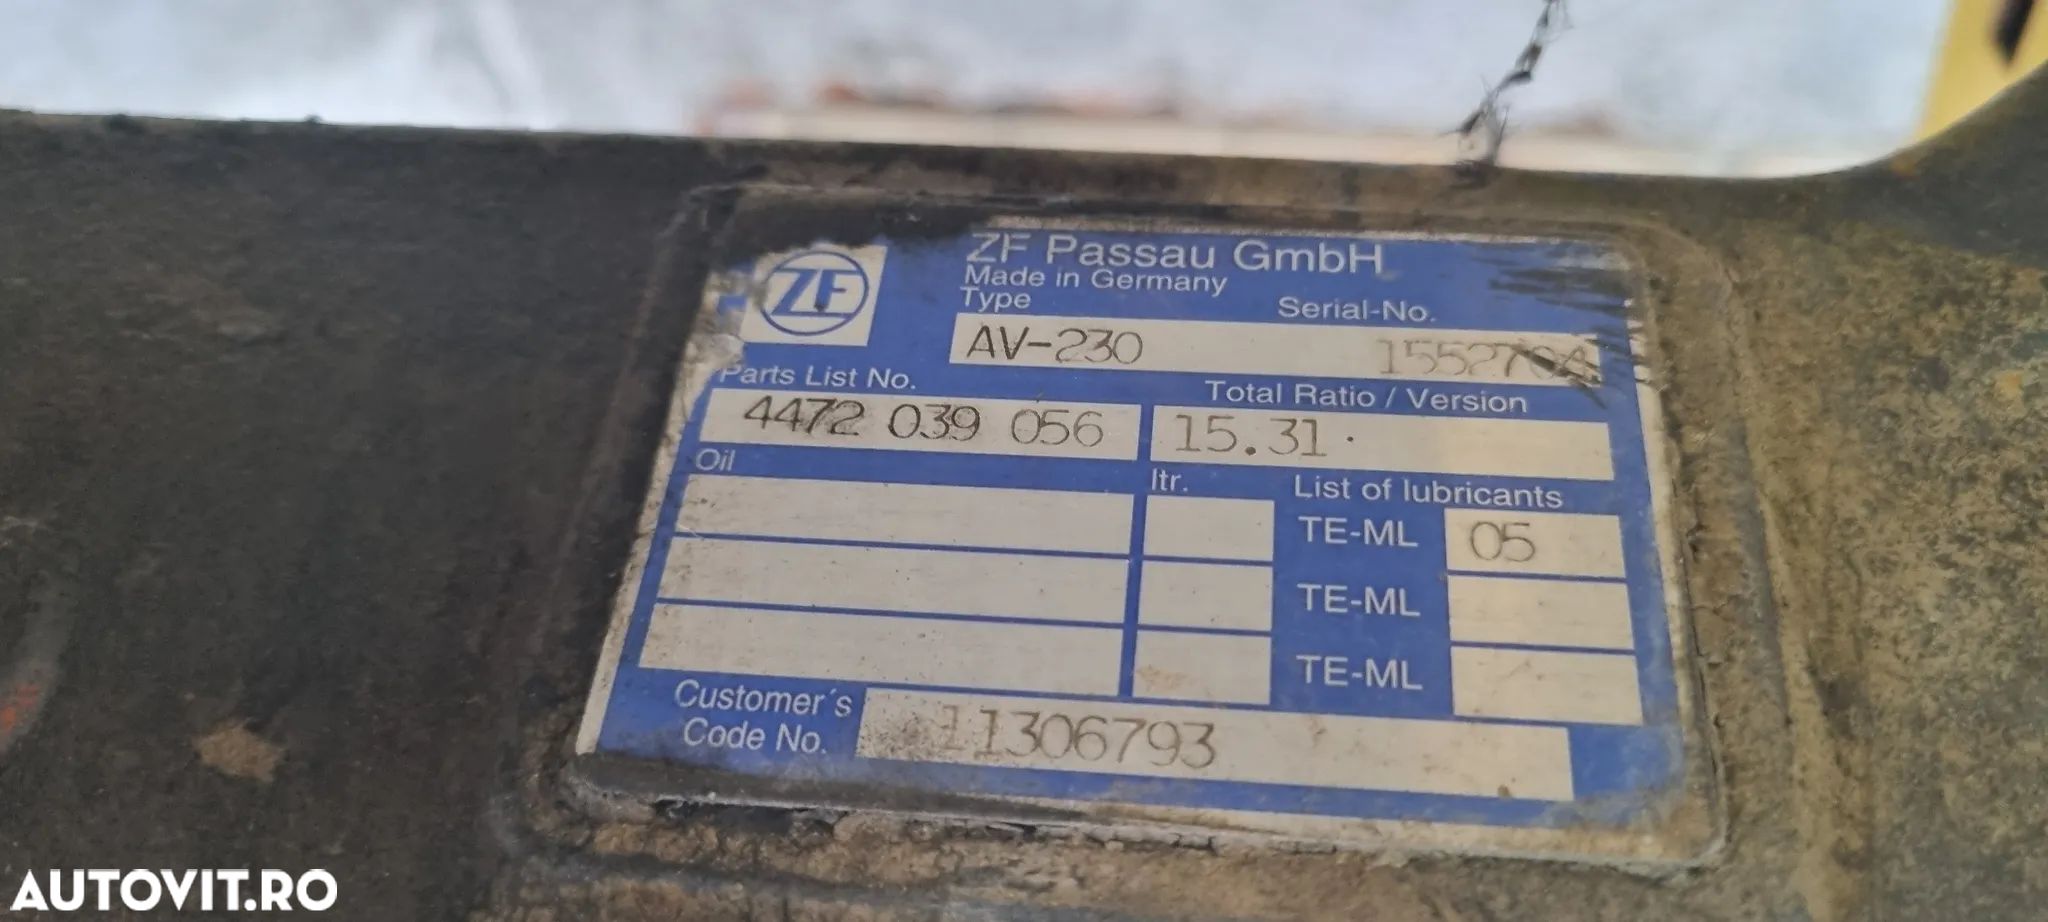 ZF
ZF Passau GmbH
Made in Germany
Type Serial-No.
AV-230 1552704
Parts List No. Total Ratio / Version
4472 039 056 15.31
Oil ltr. List of lubricants
TE-ML 05
TE-ML
TE-ML
Customer's
Code No. 11306793
AUTOVIT.RO